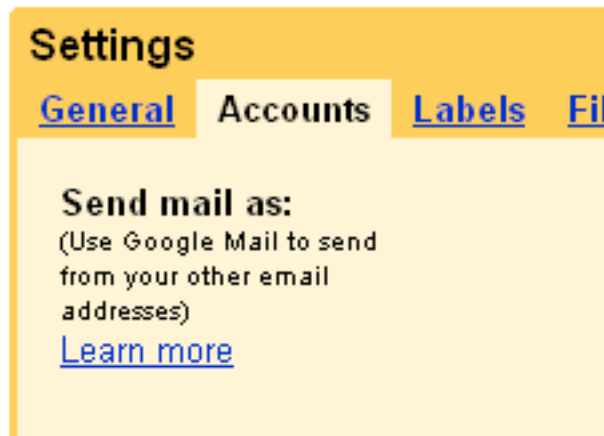 Settings
General Accounts Labels
Send mail as:
(Use Google Mail to send
from your other email
addresses)
Learn more